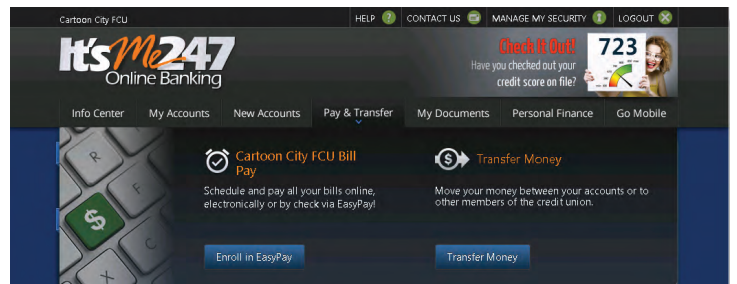 Cartoon City FCU
HELP ?
CONTACT US
MANAGE MY SECURITY
LOGOUT
It's Me 247
Online Banking
Check It Out!
Have you checked out your
credit score on file?
723
Info Center
My Accounts
New Accounts
Pay & Transfer
My Documents
Personal Finance
Go Mobile
R
F
$
C
X
Cartoon City FCU Bill
Pay
Schedule and pay all your bills online,
electronically or by check via EasyPay!
Enroll in EasyPay
$
Transfer Money
Move your money between your accounts or to
other members of the credit union.
Transfer Money